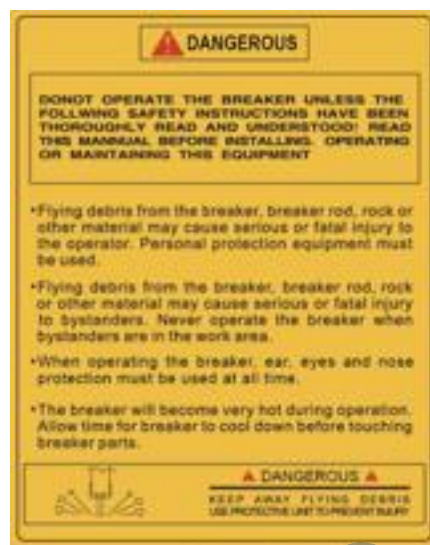 DANGEROUS
DONOT OPERATE THE BREAKER UNLESS THE
FOLLWING SAFETY INSTRUCTIONS HAVE BEEN
THOROUGHLY READ AND UNDERSTOOD! READ
THIS MANNUAL BEFORE INSTALLING. OPERATING
OR MAINTAINING THIS EQUIPMENT
•Flying debris from the breaker, breaker rod, rock or
other material may cause serious or fatal injury to
the operator. Personal protection equipment must
be used.
•Flying debris from the breaker, breaker rod, rock
or other material may cause serious or fatal injury
to bystanders. Never operate the breaker when
bystanders are in the work area.
•When operating the breaker, ear, eyes and nose
protection must be used at all time.
•The breaker will become very hot during operation.
Allow time for breaker to cool down before touching
breaker parts.
DANGEROUS
KEEP AWAY FLYING DEBRIS
USE PROTECTIVE UNIT TO PREVENT INJURY